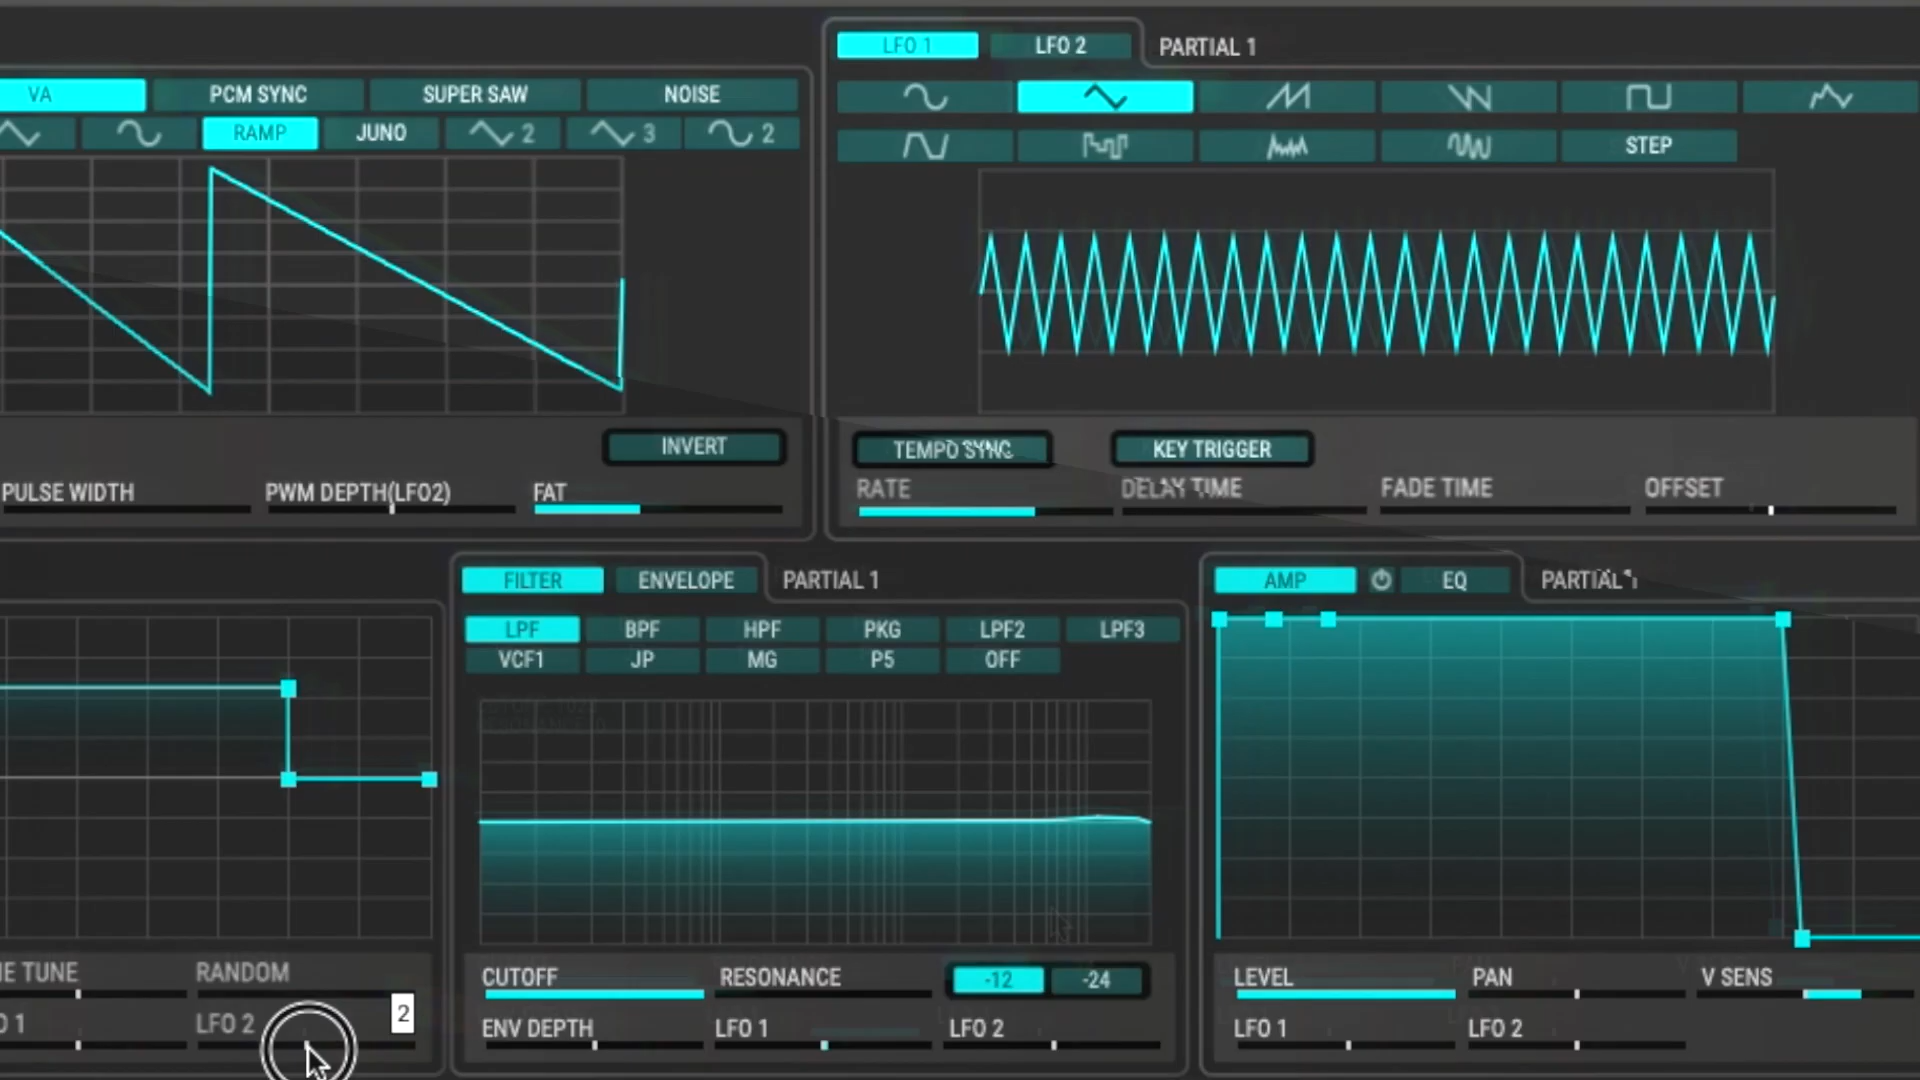 LFO 1 LFO 2 PARTIAL 1
VA PCM SYNC SUPER SAW NOISE
RAMP JUNO 2 3 2
STEP
INVERT
TEMPO SYNC KEY TRIGGER
PULSE WIDTH PWM DEPTH(LFO2) FAT
RATE DELAY TIME FADE TIME OFFSET
FILTER ENVELOPE PARTIAL 1
AMP EQ PARTIAL 1
LPF BPF HPF PKG LPF2 LPF3
VCF1 JP MG P5 OFF
E TUNE RANDOM
O 1 LFO 2 2
CUTOFF RESONANCE -12 -24
ENV DEPTH LFO 1 LFO 2
LEVEL PAN V SENS
LFO 1 LFO 2